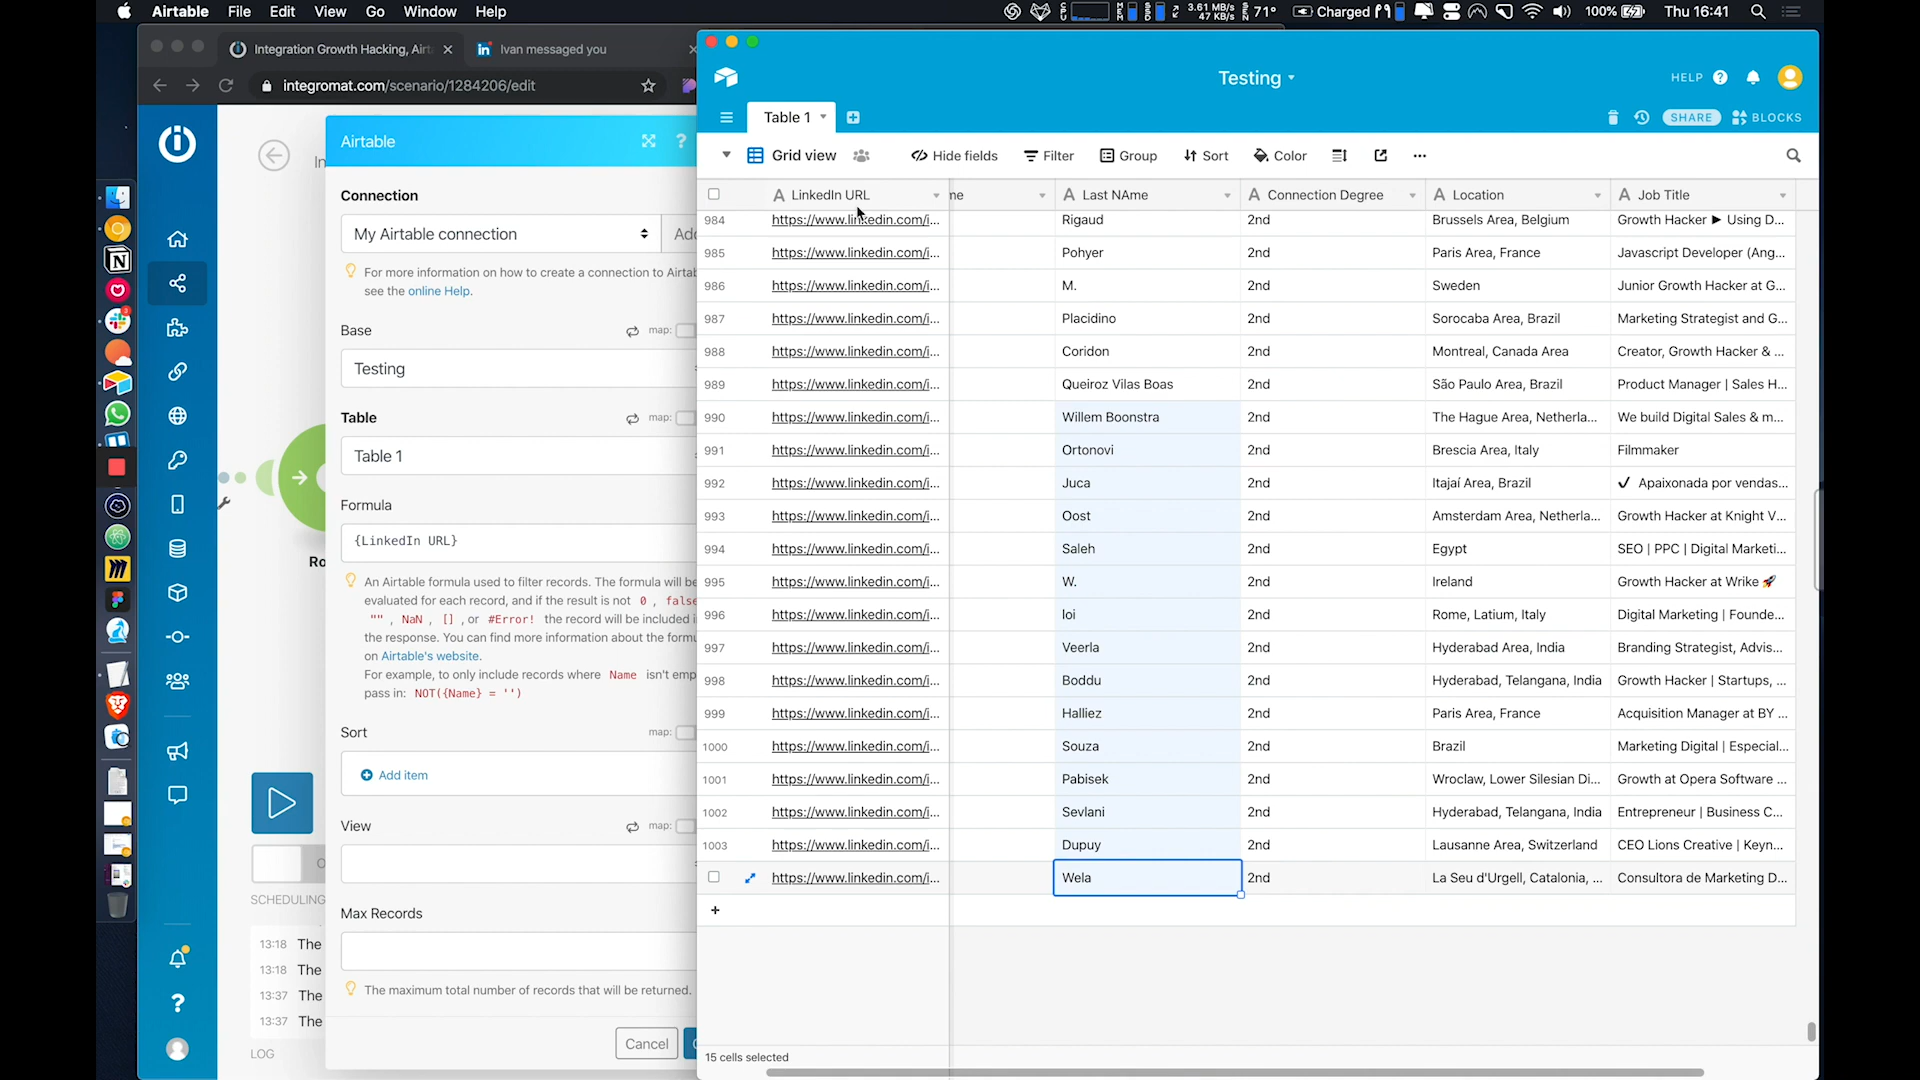 Airtable File Edit View Go Window Help
3.61 MB/s
47 KB/s
71°
Charged
100%
Thu 16:41
Integration Growth Hacking, Airt
Ivan messaged you
integromat.com/scenario/1284206/edit
Testing
HELP
Table 1
SHARE
BLOCKS
Grid view
Hide fields
Filter
Group
Sort
Color
Airtable
Connection
My Airtable connection
For more information on how to create a connection to Airtab
see the online Help.
Base
map:
Testing
Table
map:
Table 1
Formula
{LinkedIn URL}
An Airtable formula used to filter records. The formula will be
evaluated for each record, and if the result is not 0 , false
"" , NaN , [] , or #Error! the record will be included i
the response. You can find more information about the formu
on Airtable's website.
For example, to only include records where Name isn't emp
pass in: NOT({Name} = '')
Sort
map:
Add item
View
map:
Max Records
The maximum total number of records that will be returned.
Cancel
SCHEDULING
13:18 The
13:18 The
13:37 The
13:37 The
LOG
LinkedIn URL me Last NAme Connection Degree Location Job Title
984 https://www.linkedin.com/i... Rigaud 2nd Brussels Area, Belgium Growth Hacker ► Using D...
985 https://www.linkedin.com/i... Pohyer 2nd Paris Area, France Javascript Developer (Ang...
986 https://www.linkedin.com/i... M. 2nd Sweden Junior Growth Hacker at G...
987 https://www.linkedin.com/i... Placidino 2nd Sorocaba Area, Brazil Marketing Strategist and G...
988 https://www.linkedin.com/i... Coridon 2nd Montreal, Canada Area Creator, Growth Hacker & ...
989 https://www.linkedin.com/i... Queiroz Vilas Boas 2nd São Paulo Area, Brazil Product Manager | Sales H...
990 https://www.linkedin.com/i... Willem Boonstra 2nd The Hague Area, Netherla... We build Digital Sales & m...
991 https://www.linkedin.com/i... Ortonovi 2nd Brescia Area, Italy Filmmaker
992 https://www.linkedin.com/i... Juca 2nd Itajaí Area, Brazil ✓ Apaixonada por vendas...
993 https://www.linkedin.com/i... Oost 2nd Amsterdam Area, Netherla... Growth Hacker at Knight V...
994 https://www.linkedin.com/i... Saleh 2nd Egypt SEO | PPC | Digital Marketi...
995 https://www.linkedin.com/i... W. 2nd Ireland Growth Hacker at Wrike 🚀
996 https://www.linkedin.com/i... Ioi 2nd Rome, Latium, Italy Digital Marketing | Founde...
997 https://www.linkedin.com/i... Veerla 2nd Hyderabad Area, India Branding Strategist, Advis...
998 https://www.linkedin.com/i... Boddu 2nd Hyderabad, Telangana, India Growth Hacker | Startups, ...
999 https://www.linkedin.com/i... Halliez 2nd Paris Area, France Acquisition Manager at BY ...
1000 https://www.linkedin.com/i... Souza 2nd Brazil Marketing Digital | Especial...
1001 https://www.linkedin.com/i... Pabisek 2nd Wroclaw, Lower Silesian Di... Growth at Opera Software ...
1002 https://www.linkedin.com/i... Sevlani 2nd Hyderabad, Telangana, India Entrepreneur | Business C...
1003 https://www.linkedin.com/i... Dupuy 2nd Lausanne Area, Switzerland CEO Lions Creative | Keyn...
https://www.linkedin.com/i... Wela 2nd La Seu d'Urgell, Catalonia, ... Consultora de Marketing D...
15 cells selected